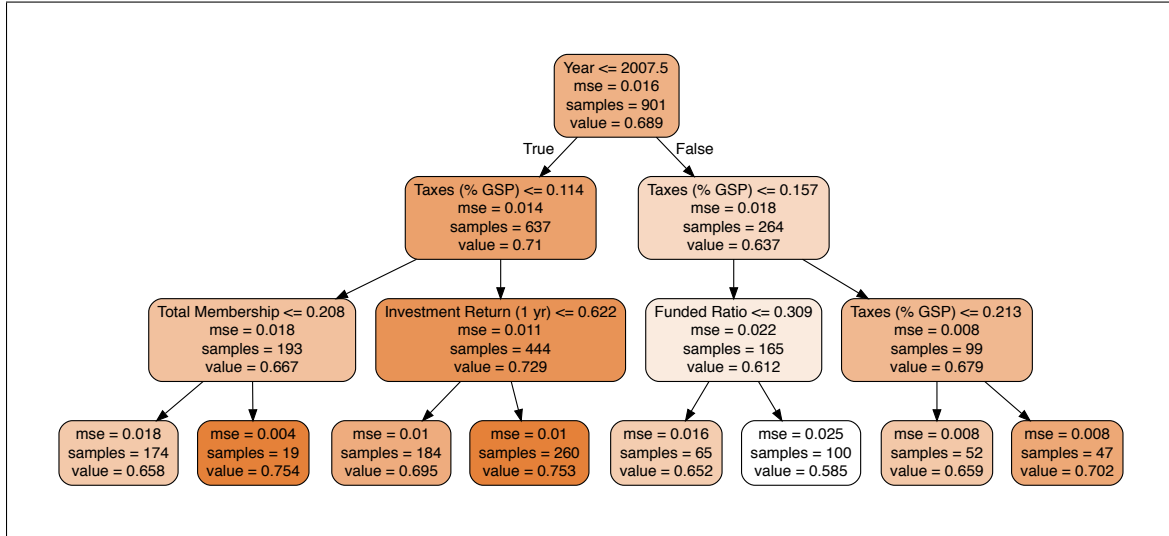 Year <= 2007.5
mse = 0.016
samples = 901
value = 0.689
True
False
Taxes (% GSP) <= 0.114
mse = 0.014
samples = 637
value = 0.71
Taxes (% GSP) <= 0.157
mse = 0.018
samples = 264
value = 0.637
Total Membership <= 0.208
mse = 0.018
samples = 193
value = 0.667
Investment Return (1 yr) <= 0.622
mse = 0.011
samples = 444
value = 0.729
Funded Ratio <= 0.309
mse = 0.022
samples = 165
value = 0.612
Taxes (% GSP) <= 0.213
mse = 0.008
samples = 99
value = 0.679
mse = 0.018
samples = 174
value = 0.658
mse = 0.004
samples = 19
value = 0.754
mse = 0.01
samples = 184
value = 0.695
mse = 0.01
samples = 260
value = 0.753
mse = 0.016
samples = 65
value = 0.652
mse = 0.025
samples = 100
value = 0.585
mse = 0.008
samples = 52
value = 0.659
mse = 0.008
samples = 47
value = 0.702